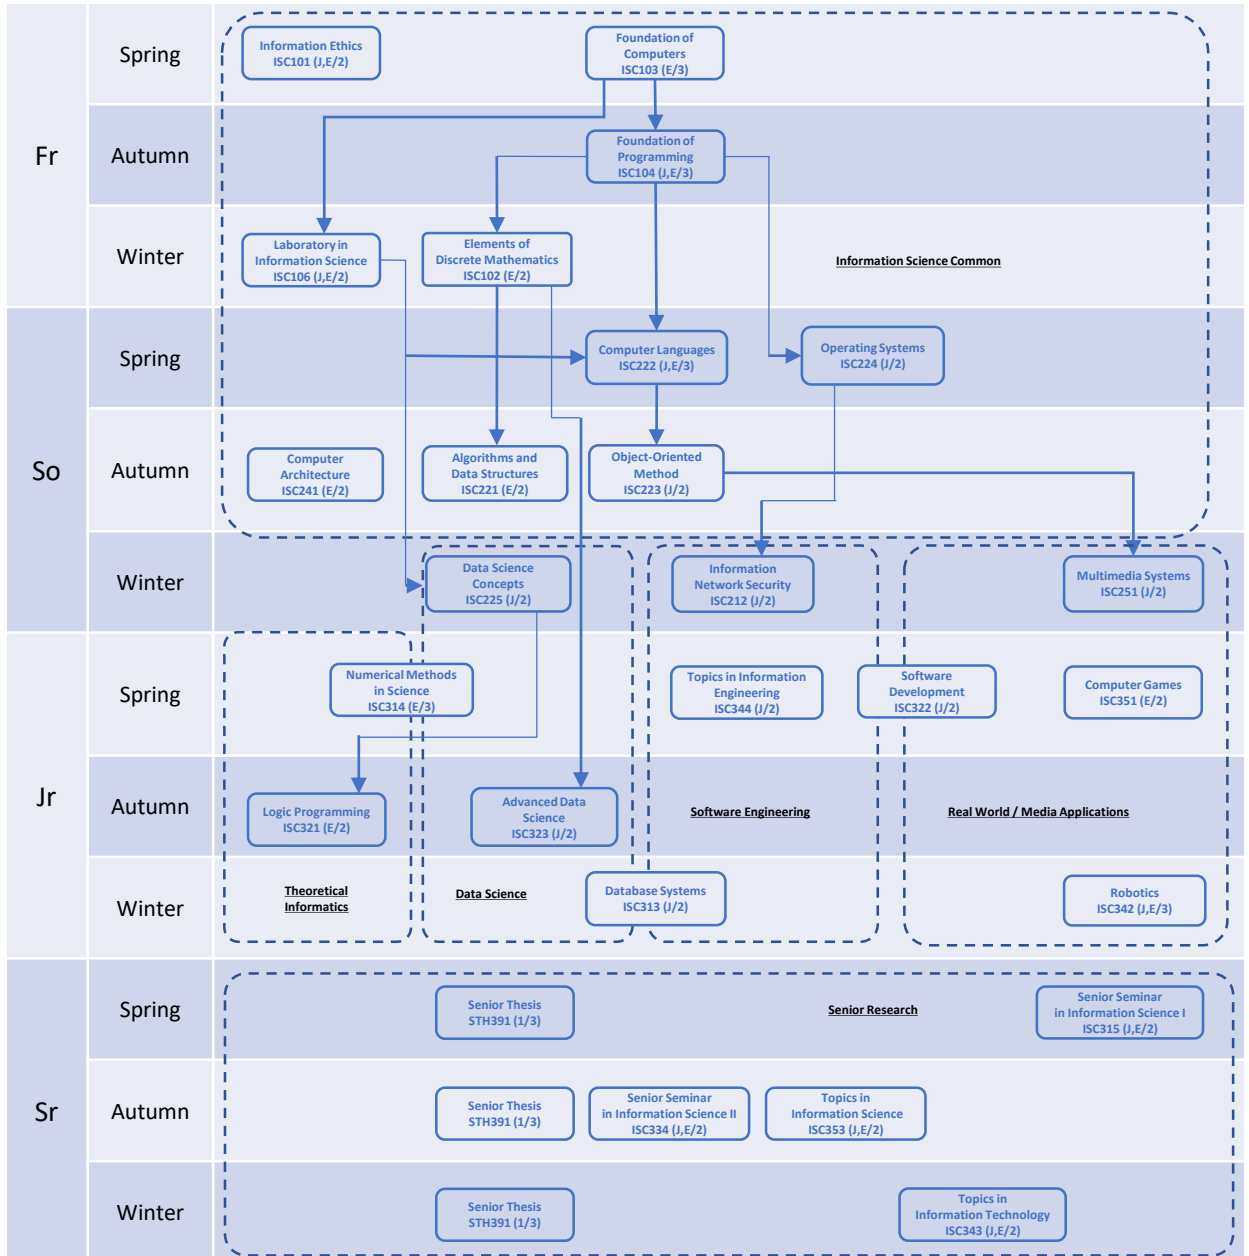 Fr
Spring
Information Ethics
ISC101 (J,E/2)
Foundation of
Computers
ISC103 (E/3)
Autumn
Foundation of
Programming
ISC104 (J,E/3)
Winter
Laboratory in
Information Science
ISC106 (J,E/2)
Elements of
Discrete Mathematics
ISC102 (E/2)
Information Science Common
So
Spring
Computer Languages
ISC222 (J,E/3)
Operating Systems
ISC224 (J/2)
Autumn
Computer
Architecture
ISC241 (E/2)
Algorithms and
Data Structures
ISC221 (E/2)
Object-Oriented
Method
ISC223 (J/2)
Winter
Data Science
Concepts
ISC225 (J/2)
Information
Network Security
ISC212 (J/2)
Multimedia Systems
ISC251 (J/2)
Jr
Spring
Numerical Methods
in Science
ISC314 (E/3)
Topics in Information
Engineering
ISC344 (J/2)
Software
Development
ISC322 (J/2)
Computer Games
ISC351 (E/2)
Autumn
Logic Programming
ISC321 (E/2)
Advanced Data
Science
ISC323 (J/2)
Software Engineering
Real World / Media Applications
Winter
Theoretical
Informatics
Data Science
Database Systems
ISC313 (J/2)
Robotics
ISC342 (J,E/3)
Sr
Spring
Senior Thesis
STH391 (1/3)
Senior Research
Senior Seminar
in Information Science I
ISC315 (J,E/2)
Autumn
Senior Thesis
STH391 (1/3)
Senior Seminar
in Information Science II
ISC334 (J,E/2)
Topics in
Information Science
ISC353 (J,E/2)
Winter
Senior Thesis
STH391 (1/3)
Topics in
Information Technology
ISC343 (J,E/2)